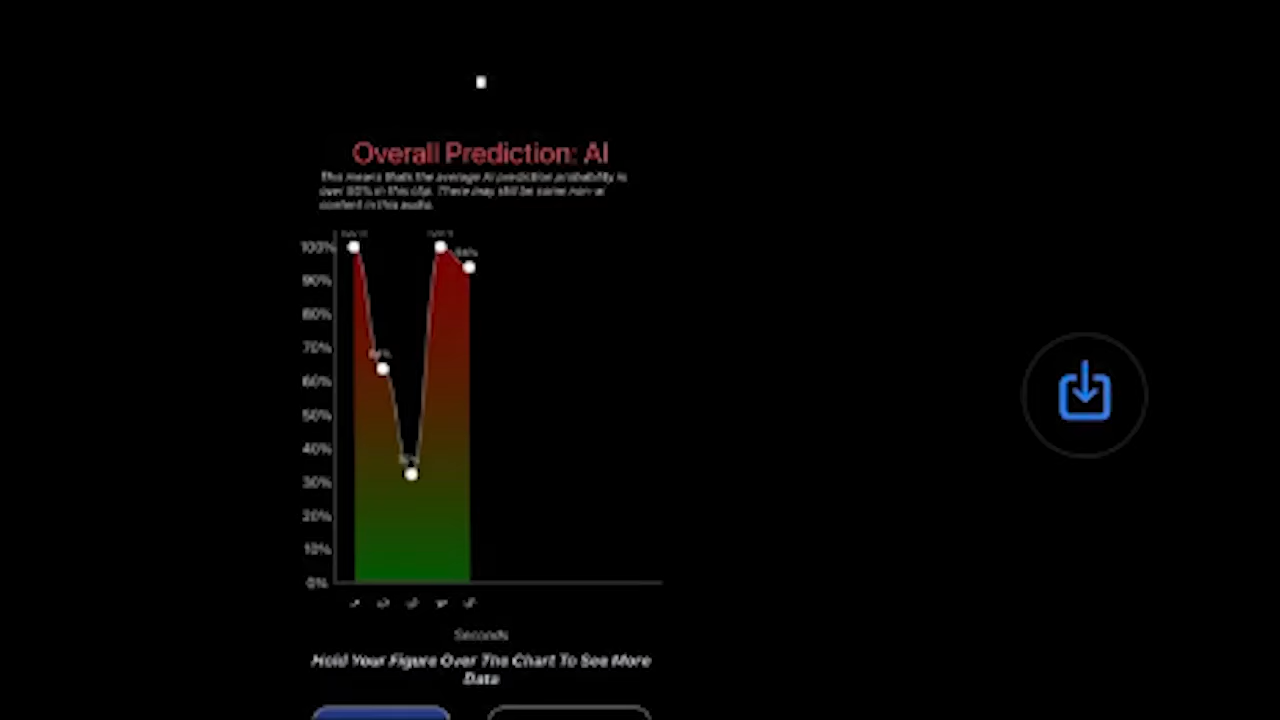 Overall Prediction: AI
This means thats the average AI prediction probability is
over 50% in this clip. There may still be some non-ai
content in this audio.
100%
90%
80%
70%
60%
50%
40%
30%
20%
10%
0%
Seconds
Hold Your Figure Over The Chart To See More
Data